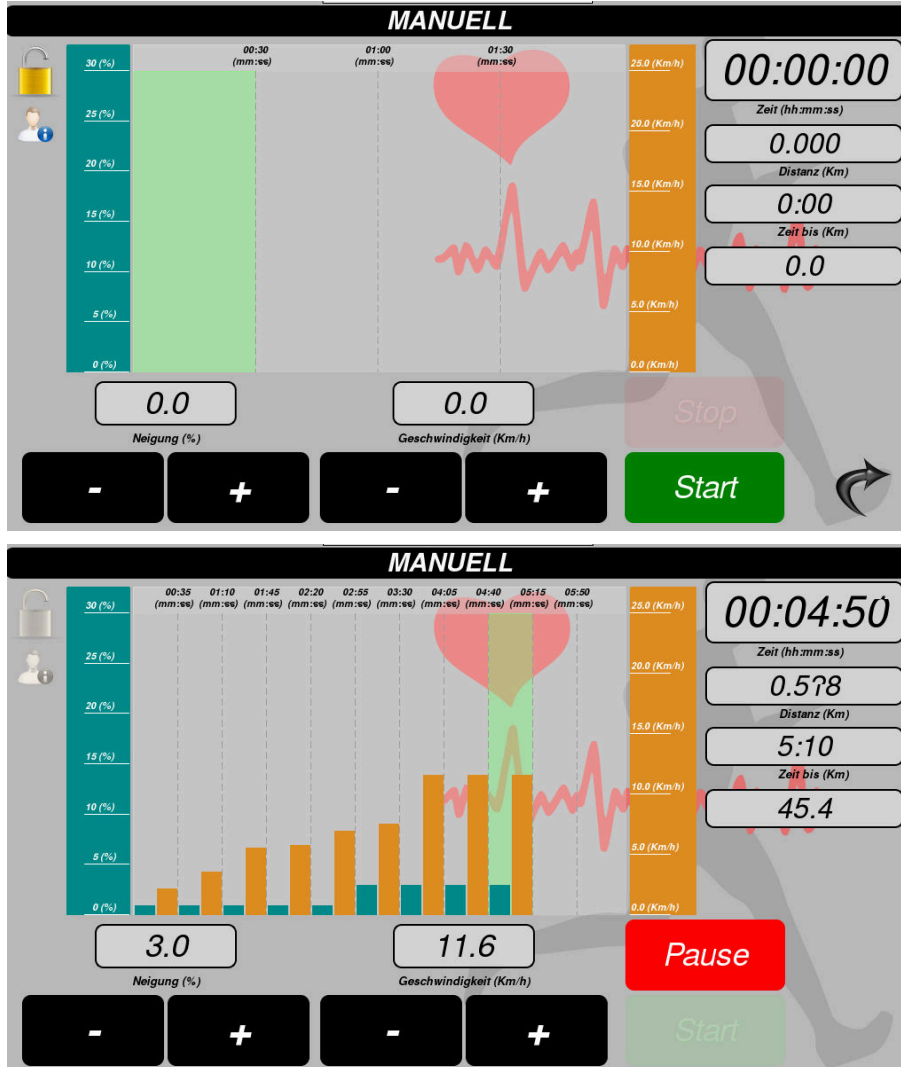 MANUELL
00:30 01:00 01:30
(mm:ss) (mm:ss) (mm:ss)
30 (%)
25 (%)
20 (%)
15 (%)
10 (%)
5 (%)
0 (%)
25.0 (Km/h)
20.0 (Km/h)
15.0 (Km/h)
10.0 (Km/h)
5.0 (Km/h)
0.0 (Km/h)
00:00:00
Zeit (hh:mm:ss)
0.000
Distanz (Km)
0:00
Zeit bis (Km)
0.0
0.0
Neigung (%)
0.0
Geschwindigkeit (Km/h)
Stop
- + - + Start
MANUELL
00:35 01:10 01:45 02:20 02:55 03:30 04:05 04:40 05:15 05:50
(mm:ss) (mm:ss) (mm:ss) (mm:ss) (mm:ss) (mm:ss) (mm:ss) (mm:ss) (mm:ss) (mm:ss)
30 (%)
25 (%)
20 (%)
15 (%)
10 (%)
5 (%)
0 (%)
25.0 (Km/h)
20.0 (Km/h)
15.0 (Km/h)
10.0 (Km/h)
5.0 (Km/h)
0.0 (Km/h)
00:04:50
Zeit (hh:mm:ss)
Distanz (Km)
5:10
Zeit bis (Km)
45.4
3.0
Neigung (%)
11.6
Geschwindigkeit (Km/h)
Pause
- + - + Start